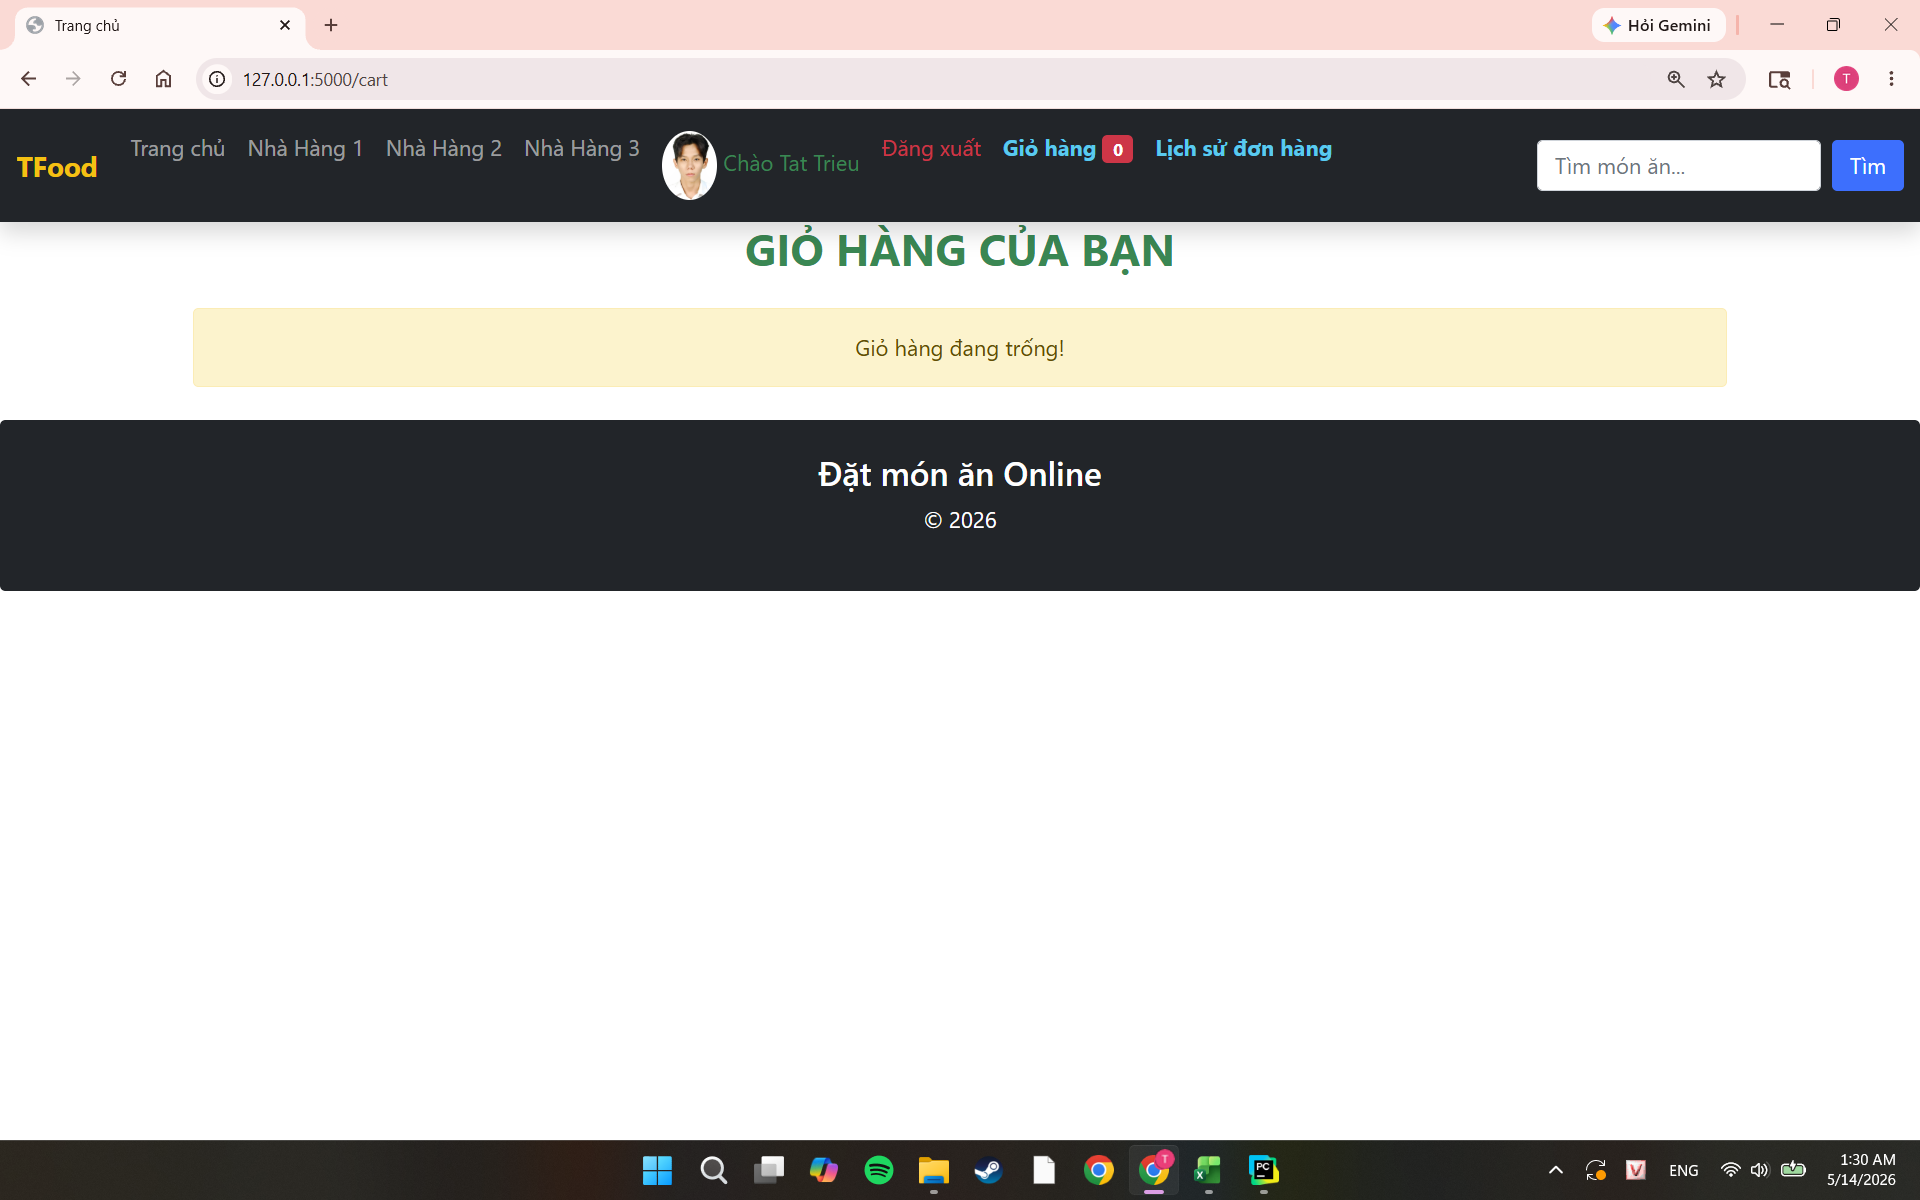 Trang chủ
Hỏi Gemini
127.0.0.1:5000/cart
T
TFood
Trang chủ Nhà Hàng 1 Nhà Hàng 2 Nhà Hàng 3 Chào Tat Trieu Đăng xuất Giỏ hàng 0 Lịch sử đơn hàng
Tìm món ăn... Tìm
GIỎ HÀNG CỦA BẠN
Giỏ hàng đang trống!
Đặt món ăn Online
© 2026
T
PC
V
ENG
1:30 AM
5/14/2026